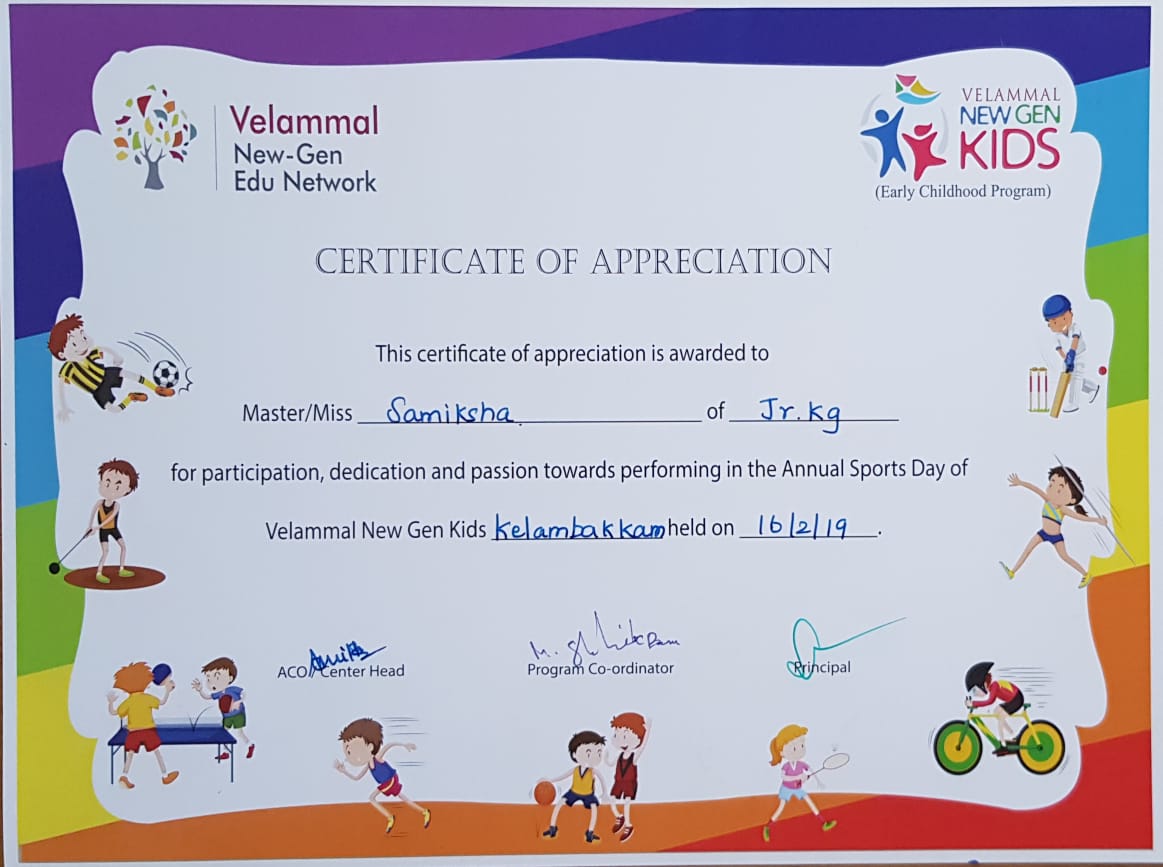 Velammal
New-Gen
Edu Network
VELAMMAL
NEW GEN
KIDS
(Early Childhood Program)
CERTIFICATE OF APPRECIATION
This certificate of appreciation is awarded to
Master/Miss Samiksha of Jr.Kg
for participation, dedication and passion towards performing in the Annual Sports Day of
Velammal New Gen Kids Kelambakkam held on 16/2/19.
ACO/Center Head
Program Co-ordinator
Principal